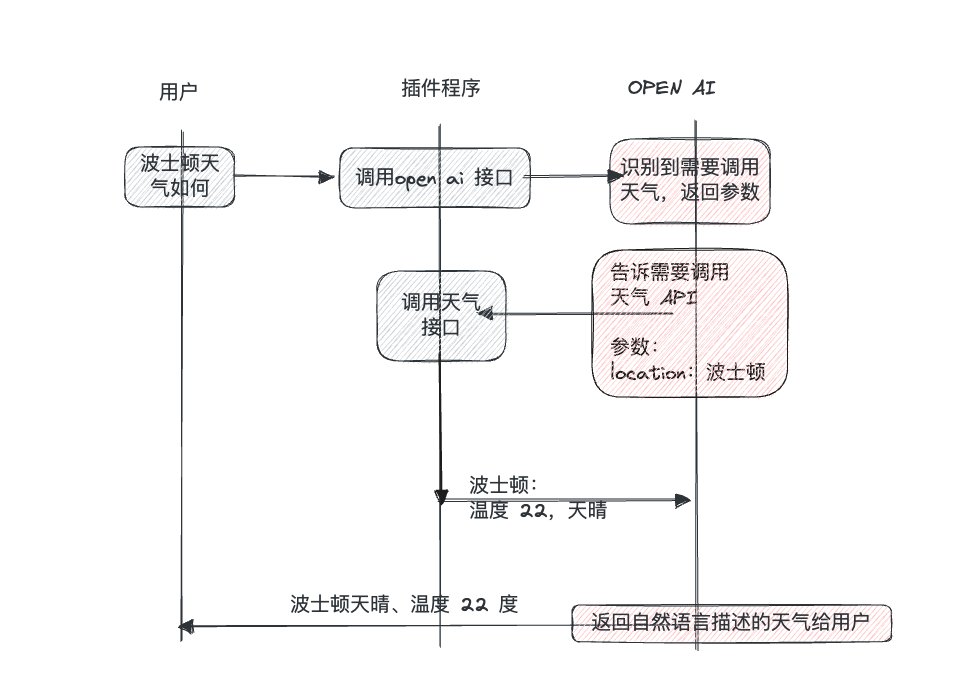 用户
插件程序
OPEN AI
波士顿天
气如何
调用open ai 接口
识别到需要调用
天气，返回参数
调用天气
接口
告诉需要调用
天气 API
参数：
location：波士顿
波士顿：
温度 22，天晴
波士顿天晴、温度 22 度
返回自然语言描述的天气给用户